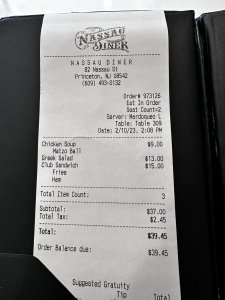 NASSAU
DINER
NASSAU DINER
82 Nassau St
Princeton, NJ 08542
(609) 493-0132
Order# 973126
Eat In Order
Seat Count=2
Server: Mardoqueo L
Table: Table 309
Date: 2/10/23, 2:06 PM
Chicken Soup $9.00
Matzo Ball
Greek Salad $13.00
Club Sandwich $15.00
Fries
Ham
Total Item Count: 3
Subtotal: $37.00
Total Tax: $2.45
Total: $39.45
Order Balance due: $39.45
Suggested Gratuity
Tip Total